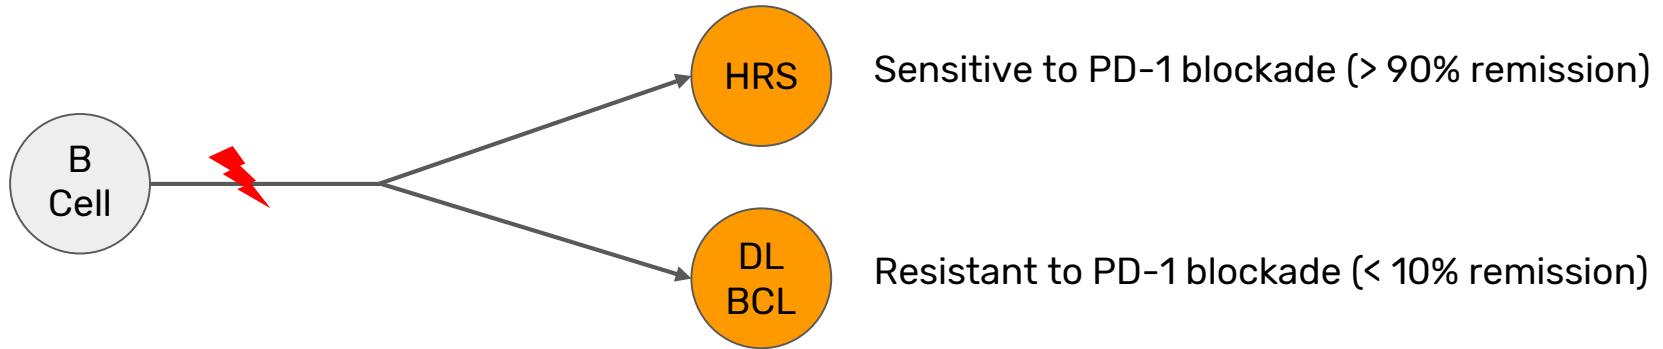 B
Cell
HRS
Sensitive to PD-1 blockade (> 90% remission)
DL
BCL
Resistant to PD-1 blockade (< 10% remission)